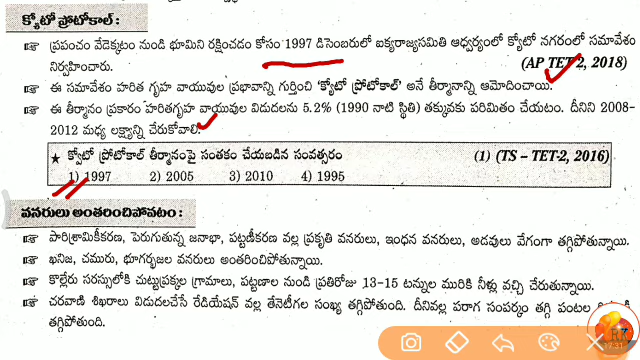 క్యోటో ప్రోటోకాల్ :
☞ ప్రపంచం వేడెక్కటం నుండి భూమిని రక్షించడం కోసం 1997 డిసెంబరులో ఐక్యరాజ్యసమితి ఆధ్వర్యంలో క్యోటో నగరంలో సమావేశం
నిర్వహించారు. (AP TET-2, 2018)
☞ ఈ సమావేశం హరిత గృహ వాయువుల ప్రభావాన్ని గుర్తించి 'క్యోటో ప్రోటోకాల్' అనే తీర్మానాన్ని ఆమోదించాయి.
☞ ఈ తీర్మానం ప్రకారం హరితగృహ వాయువుల విడుదలను 5.2% (1990 నాటి స్థితి) తక్కువకు పరిమితం చేయటం. దీనిని 2008-
2012 మధ్య లక్ష్యాన్ని చేరుకోవాలి.
★ క్యోటో ప్రోటోకాల్ తీర్మానంపై సంతకం చేయబడిన సంవత్సరం (1) (TS – TET-2, 2016)
1) 1997 2) 2005 3) 2010 4) 1995
వనరులు అంతరించిపోవటం :
☞ పారిశ్రామికీకరణ, పెరుగుతున్న జనాభా, పట్టణీకరణ వల్ల ప్రకృతి వనరులు, ఇంధన వనరులు, అడవులు వేగంగా తగ్గిపోతున్నాయి.
☞ ఖనిజ, చమురు, భూగర్భజల వనరులు అంతరించిపోతున్నాయి.
☞ కొల్లేరు సరస్సులోకి చుట్టుప్రక్కల గ్రామాలు, పట్టణాల నుండి ప్రతిరోజు 13-15 టన్నుల మురికి నీళ్లు వచ్చి చేరుతున్నాయి.
☞ చరవాణి శిఖరాలు విడుదలచేసే రేడియేషన్ వల్ల తేనెటీగల సంఖ్య తగ్గిపోతుంది. దీనివల్ల పరాగ సంపర్కం తగ్గి పంటల
తగ్గిపోతుంది.
17:31